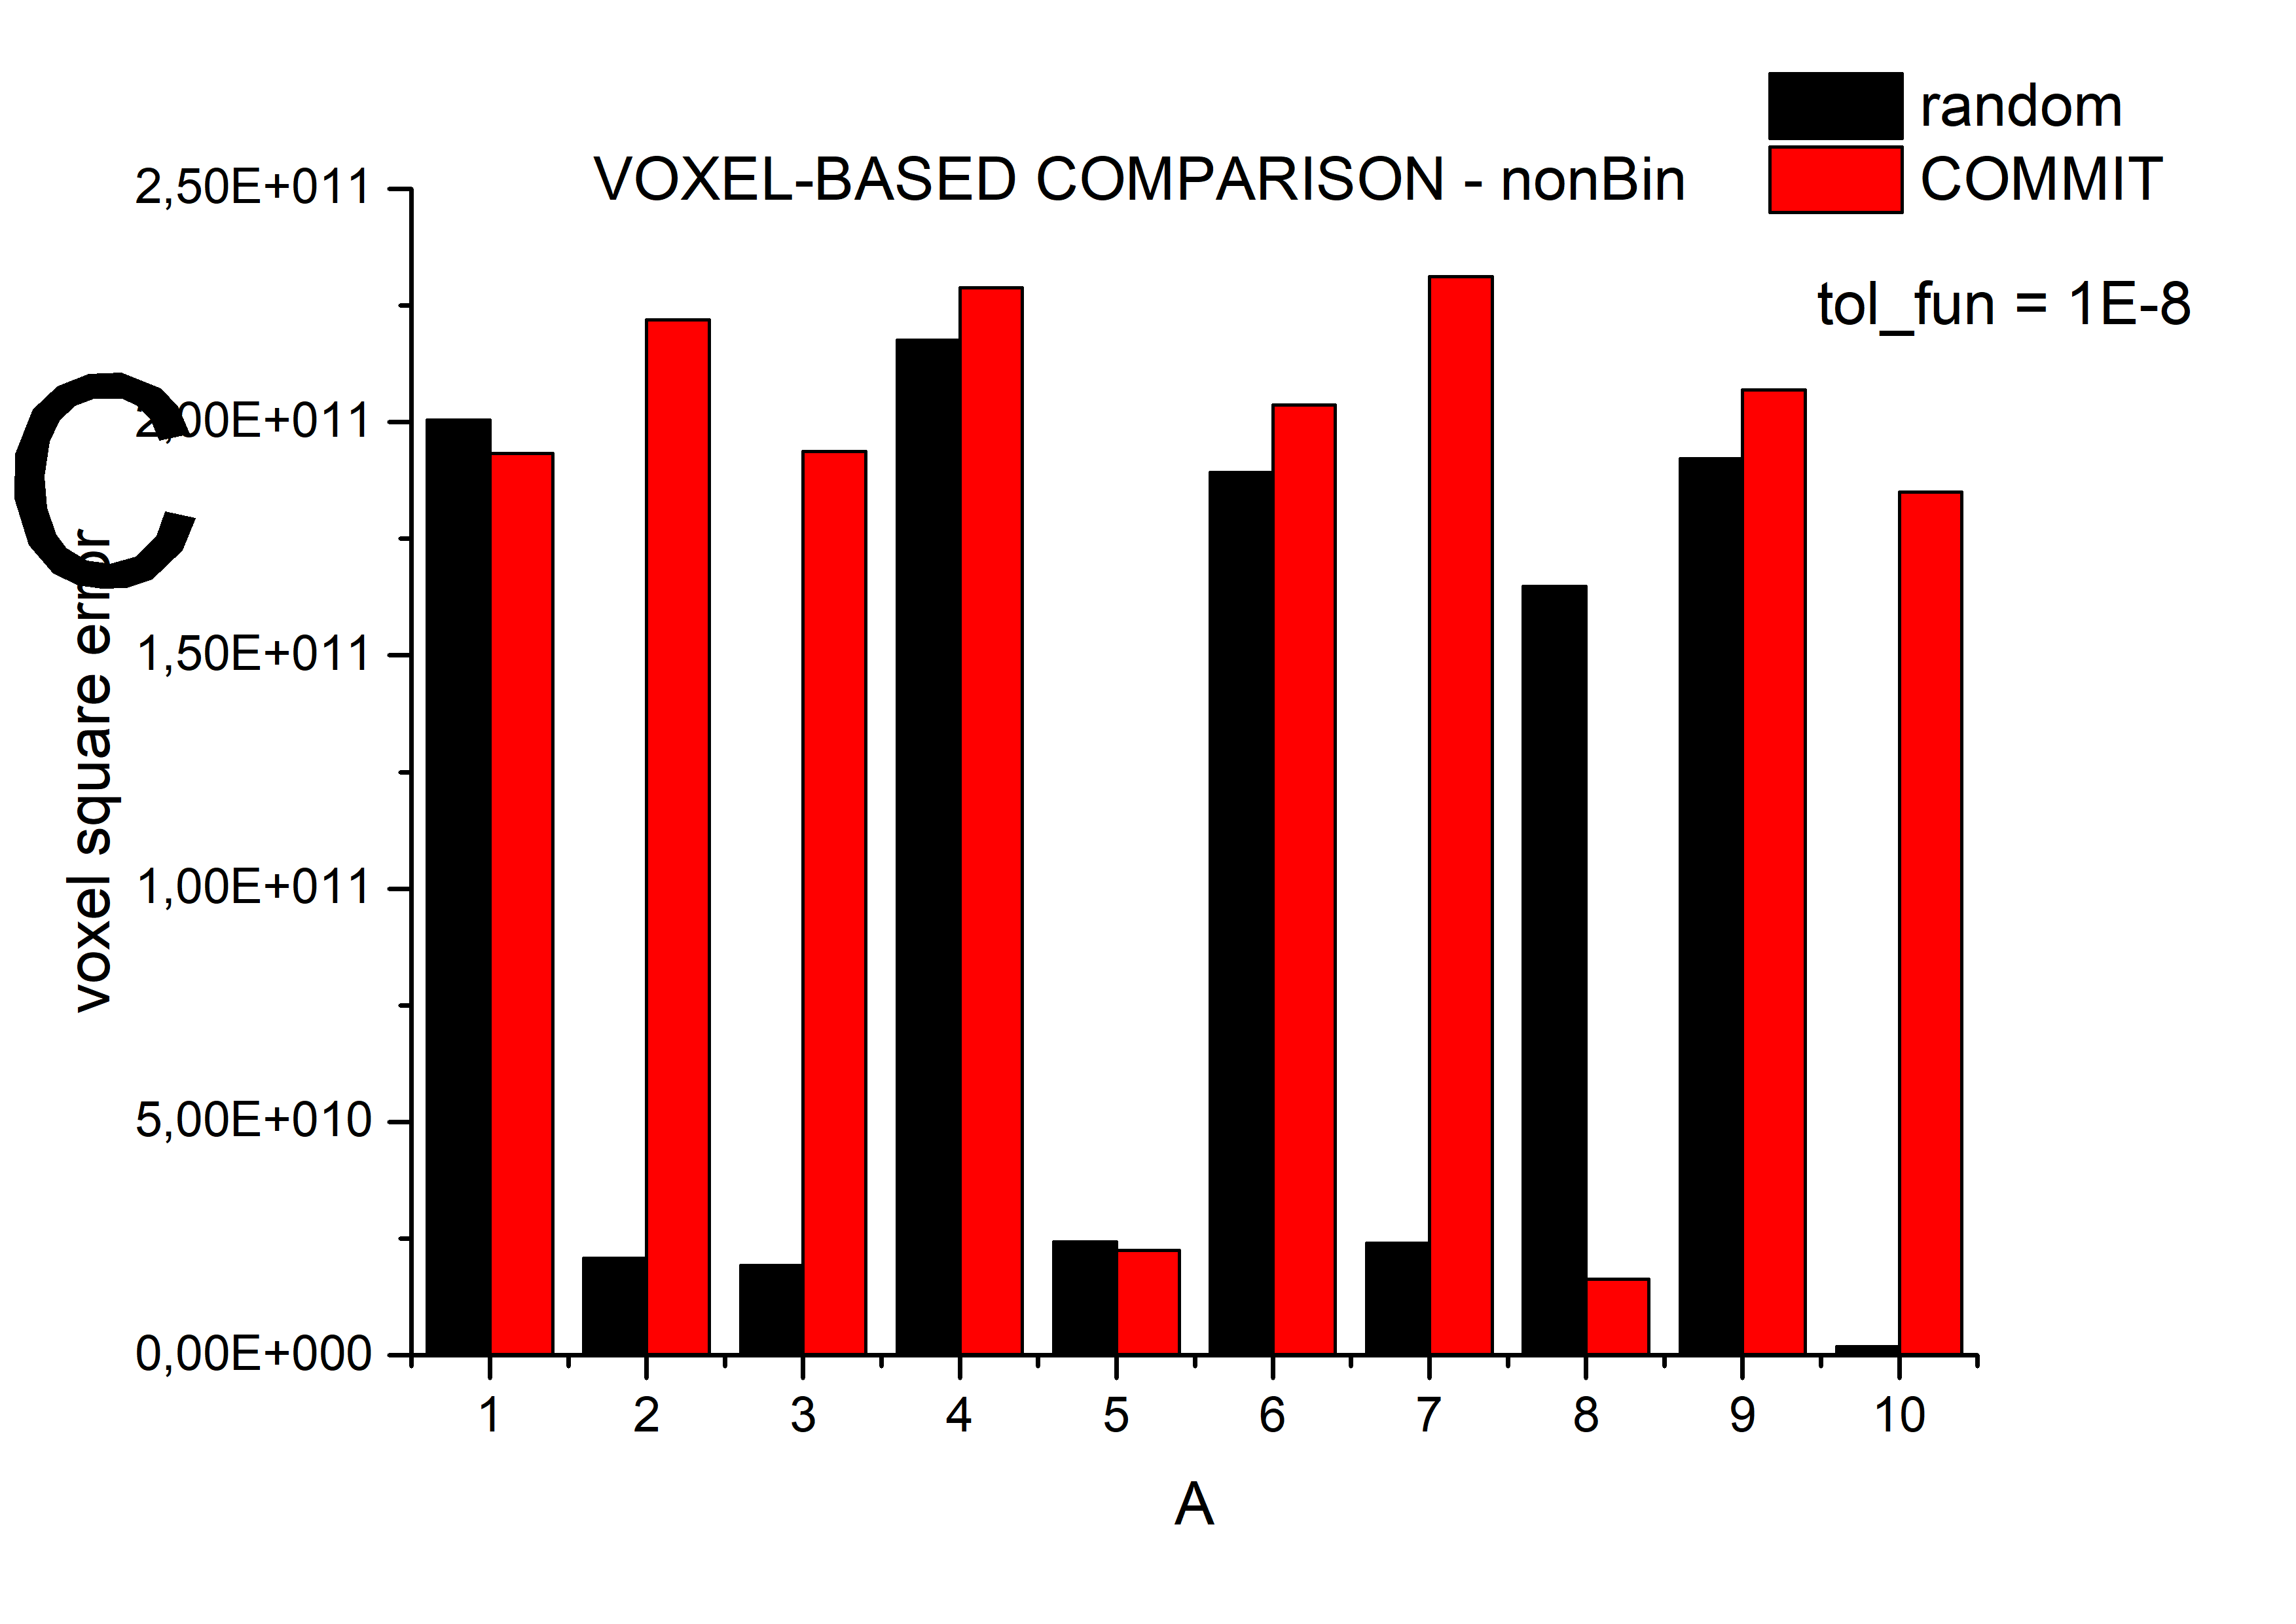 random
COMMIT
VOXEL-BASED COMPARISON - nonBin
tol_fun = 1E-8
C
voxel square error
2,50E+011
2,00E+011
1,50E+011
1,00E+011
5,00E+010
0,00E+000
1 2 3 4 5 6 7 8 9 10
A